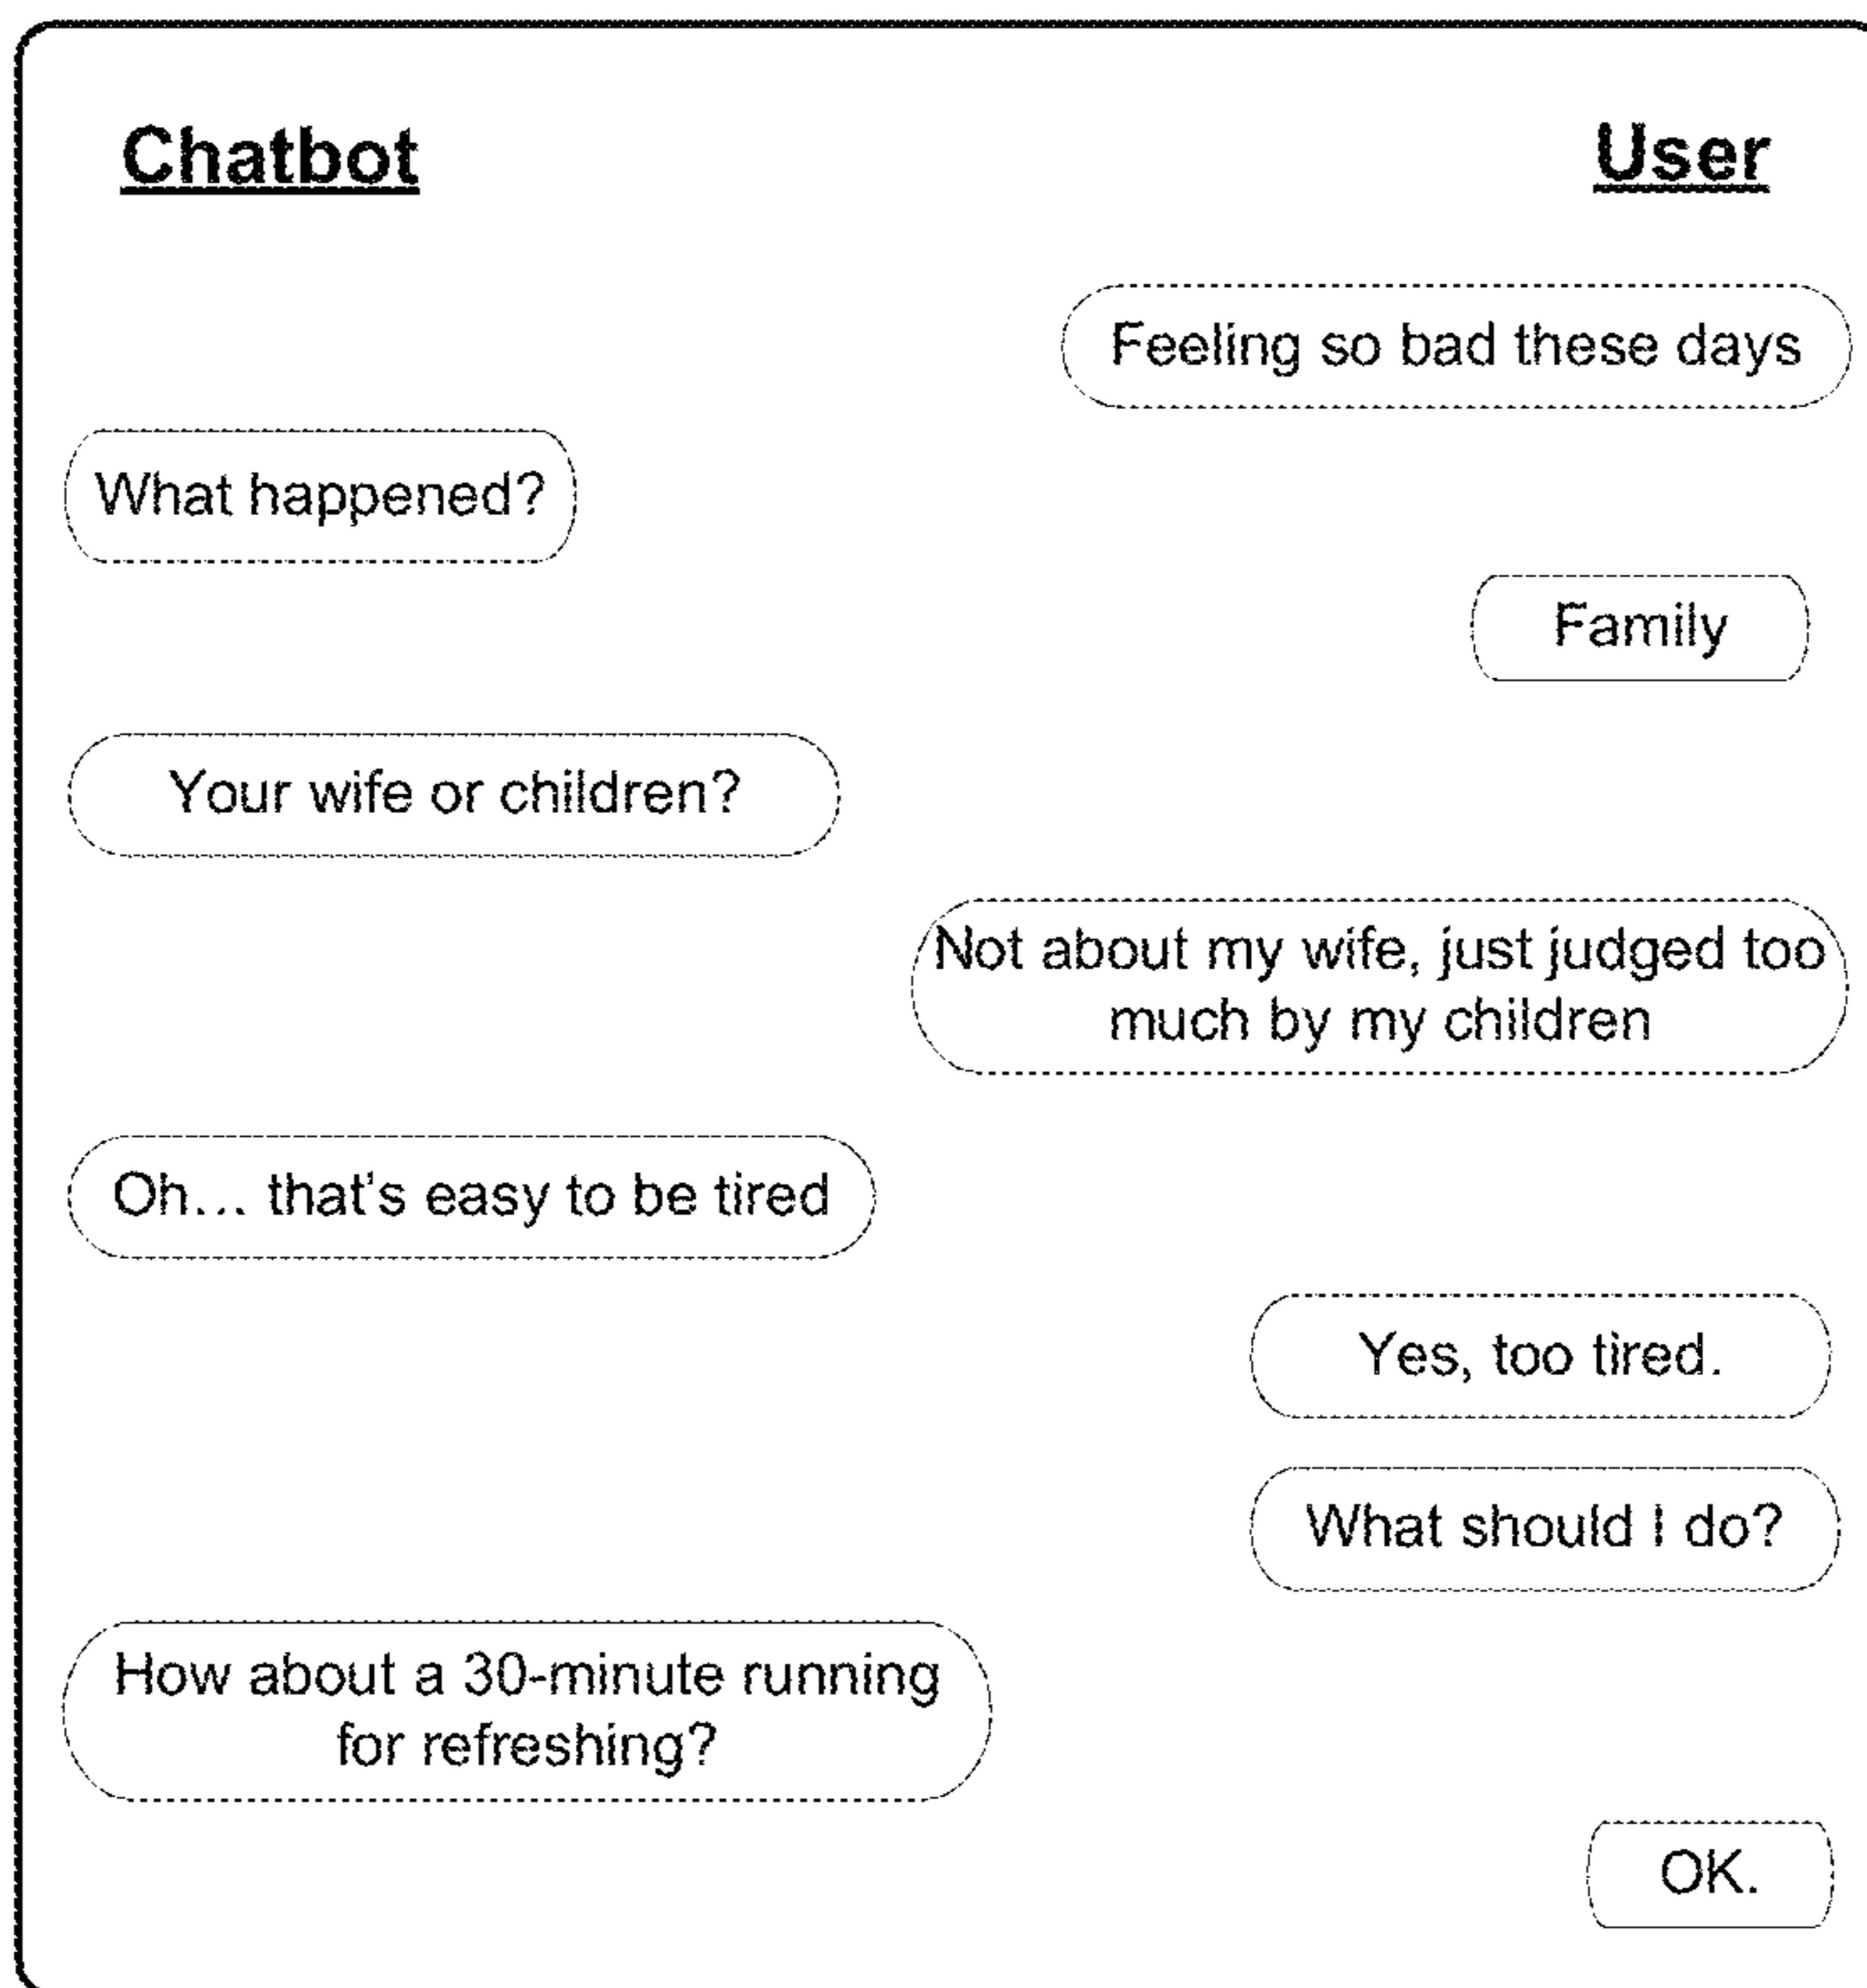 Chatbot
User
Feeling so bad these days
What happened?
Family
Your wife or children?
Not about my wife, just judged too
much by my children
Oh... that's easy to be tired
Yes, too tired.
What should I do?
How about a 30-minute running
for refreshing?
OK.